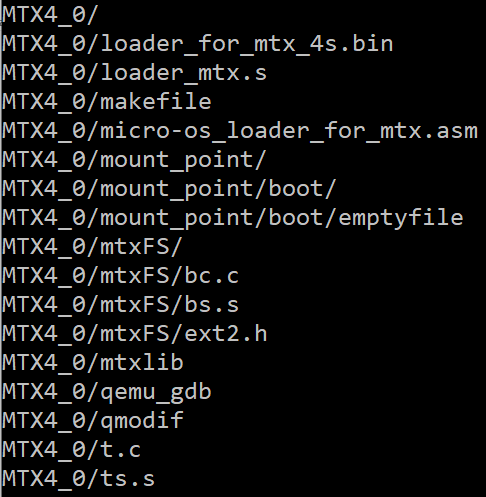 MTX4_0/
MTX4_0/loader_for_mtx_4s.bin
MTX4_0/loader_mtx.s
MTX4_0/makefile
MTX4_0/micro-os_loader_for_mtx.asm
MTX4_0/mount_point/
MTX4_0/mount_point/boot/
MTX4_0/mount_point/boot/emptyfile
MTX4_0/mtxFS/
MTX4_0/mtxFS/bc.c
MTX4_0/mtxFS/bs.s
MTX4_0/mtxFS/ext2.h
MTX4_0/mtxlib
MTX4_0/qemu_gdb
MTX4_0/qmodif
MTX4_0/t.c
MTX4_0/ts.s